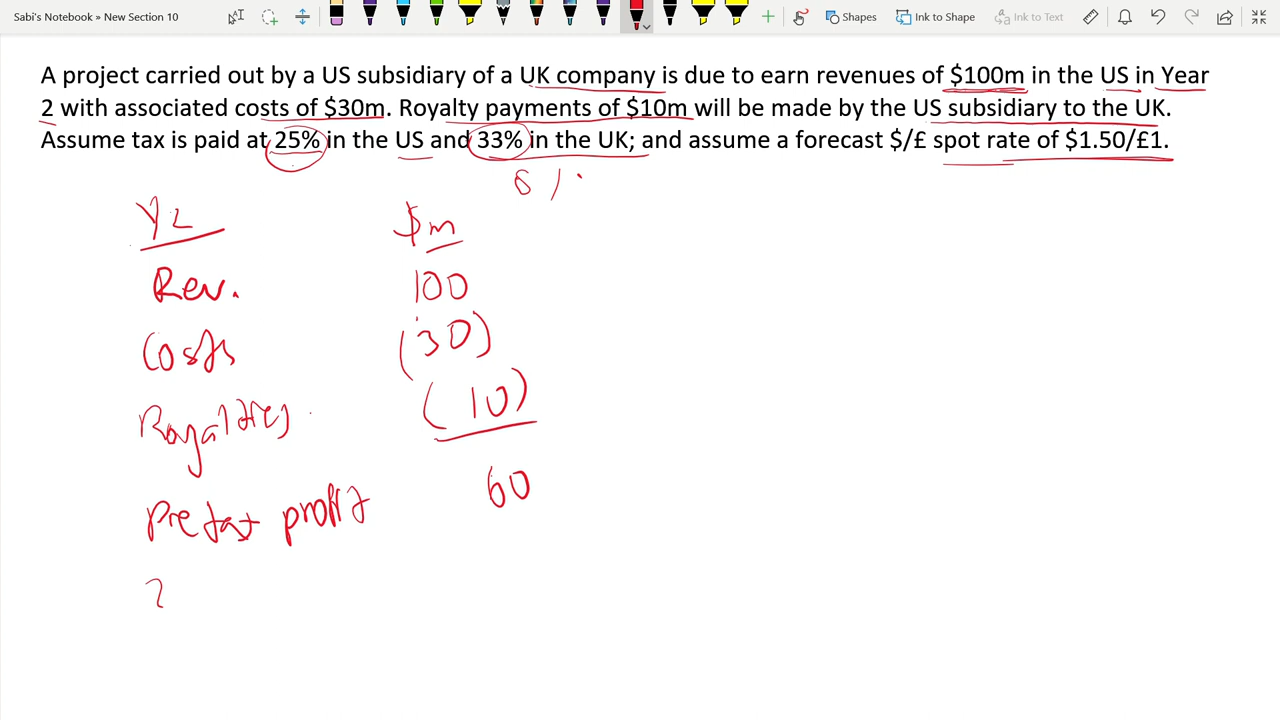 Sabi's Notebook » New Section 10
Shapes
Ink to Shape
Ink to Text
A project carried out by a US subsidiary of a UK company is due to earn revenues of $100m in the US in Year
2 with associated costs of $30m. Royalty payments of $10m will be made by the US subsidiary to the UK.
Assume tax is paid at 25% in the US and 33% in the UK; and assume a forecast $/£ spot rate of $1.50/£1.
8 %
Y2 $m
Rev. 100
Costs (30)
Royalties (10)
Pre tax profit 60
2